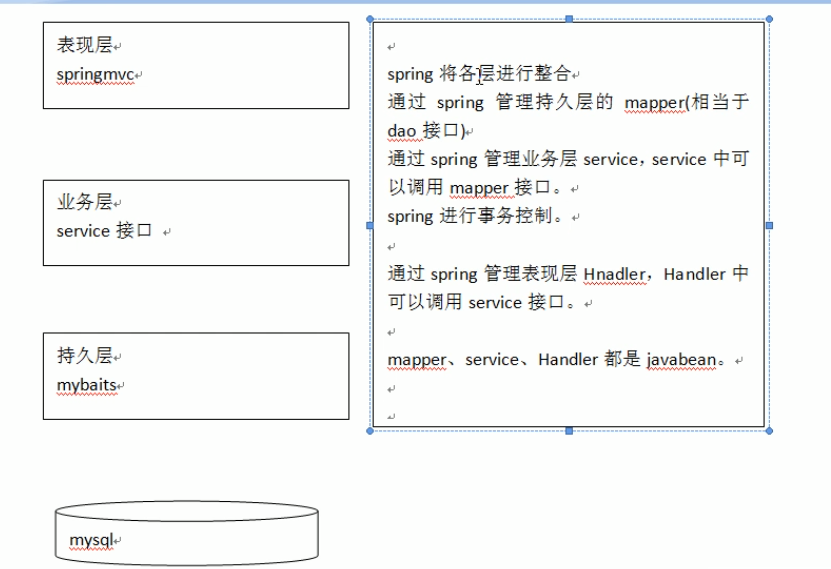 表现层
springmvc
业务层
service 接口
持久层
mybaits
mysql
spring 将各层进行整合
通过 spring 管理持久层的 mapper(相当于
dao 接口)
通过 spring 管理业务层 service，service 中可
以调用 mapper 接口。
spring 进行事务控制。
通过 spring 管理表现层 Hnadler，Handler 中
可以调用 service 接口。
mapper、service、Handler 都是 javabean。